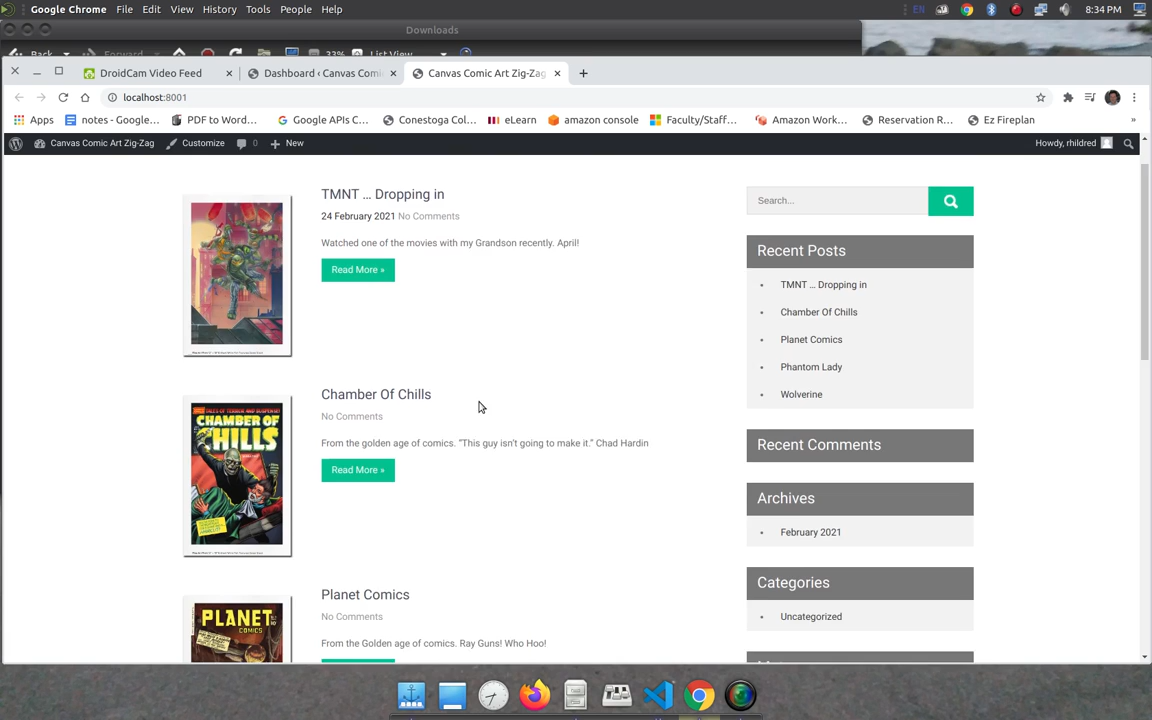 Google Chrome File Edit View History Tools People Help EN 8:34 PM
Downloads
Back Forward 33% List View
DroidCam Video Feed Dashboard ‹ Canvas Comi Canvas Comic Art Zig-Zag
localhost:8001
Apps notes - Google... PDF to Word... Google APIs C... Conestoga Col... eLearn amazon console Faculty/Staff... Amazon Work... Reservation R... Ez Fireplan »
Canvas Comic Art Zig-Zag Customize 0 New Howdy, rhildred
TMNT … Dropping in
24 February 2021 No Comments
Watched one of the movies with my Grandson recently. April!
Read More »
Chamber Of Chills
No Comments
From the golden age of comics. “This guy isn’t going to make it.” Chad Hardin
Read More »
CHAMBER OF
CHILLS
Planet Comics
No Comments
From the Golden age of comics. Ray Guns! Who Hoo!
PLANET
COMICS
Search...
Recent Posts
TMNT … Dropping in
Chamber Of Chills
Planet Comics
Phantom Lady
Wolverine
Recent Comments
Archives
February 2021
Categories
Uncategorized